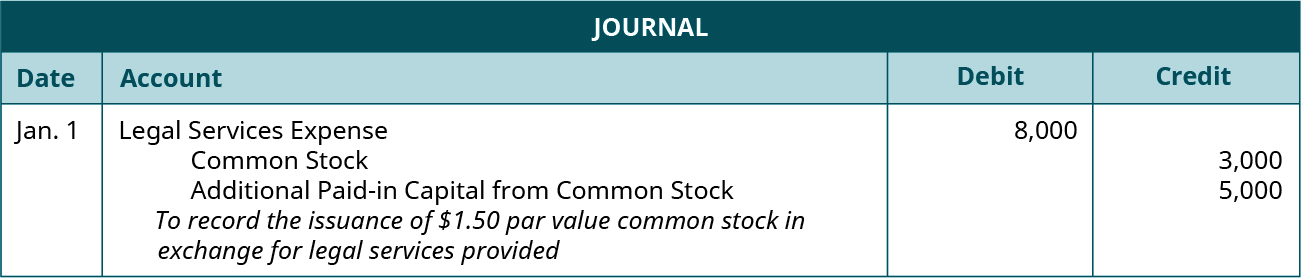 JOURNAL
Date Account Debit Credit
Jan. 1 Legal Services Expense 8,000
Common Stock 3,000
Additional Paid-in Capital from Common Stock 5,000
To record the issuance of $1.50 par value common stock in
exchange for legal services provided